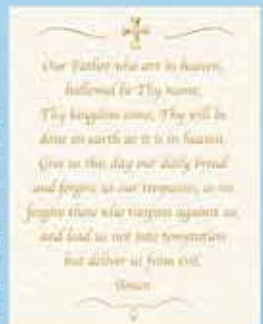 Our Father who art in heaven,
hallowed be Thy name,
Thy kingdom come, Thy will be
done on earth as it is in heaven.
Give us this day our daily bread
and forgive us our trespasses, as we
forgive those who trespass against us,
and lead us not into temptation
but deliver us from evil.
Amen